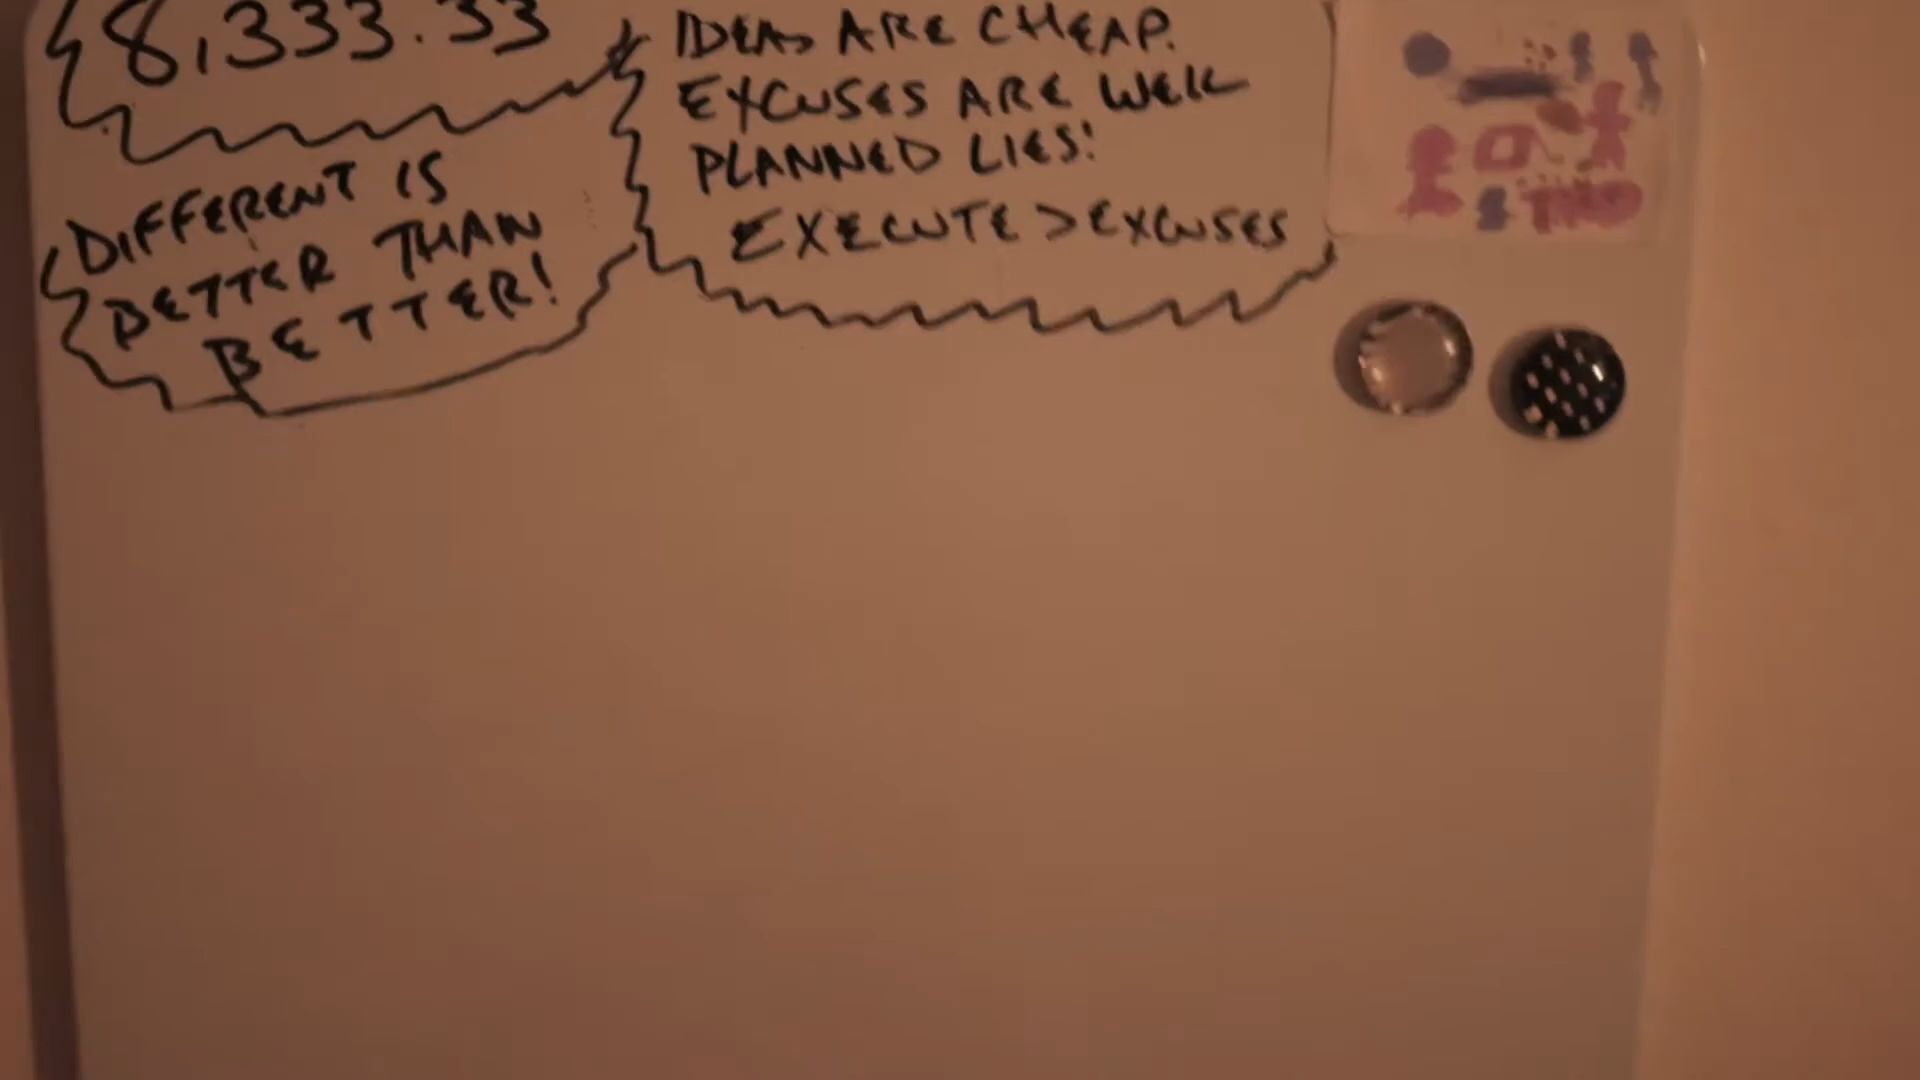 8,333.33
DIFFERENT IS
BETTER THAN
BETTER!
IDEAS ARE CHEAP.
EXCUSES ARE WELL
PLANNED LIES!
EXECUTE > EXCUSES